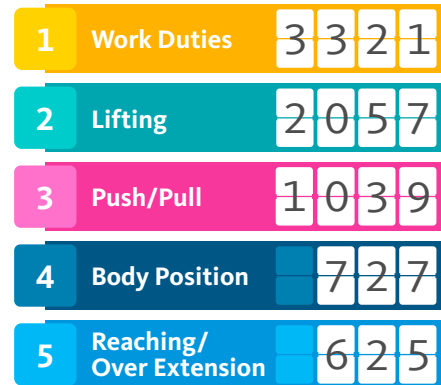 1 Work Duties 3321
2 Lifting 2057
3 Push/Pull 1039
4 Body Position 727
5 Reaching/
Over Extension 625